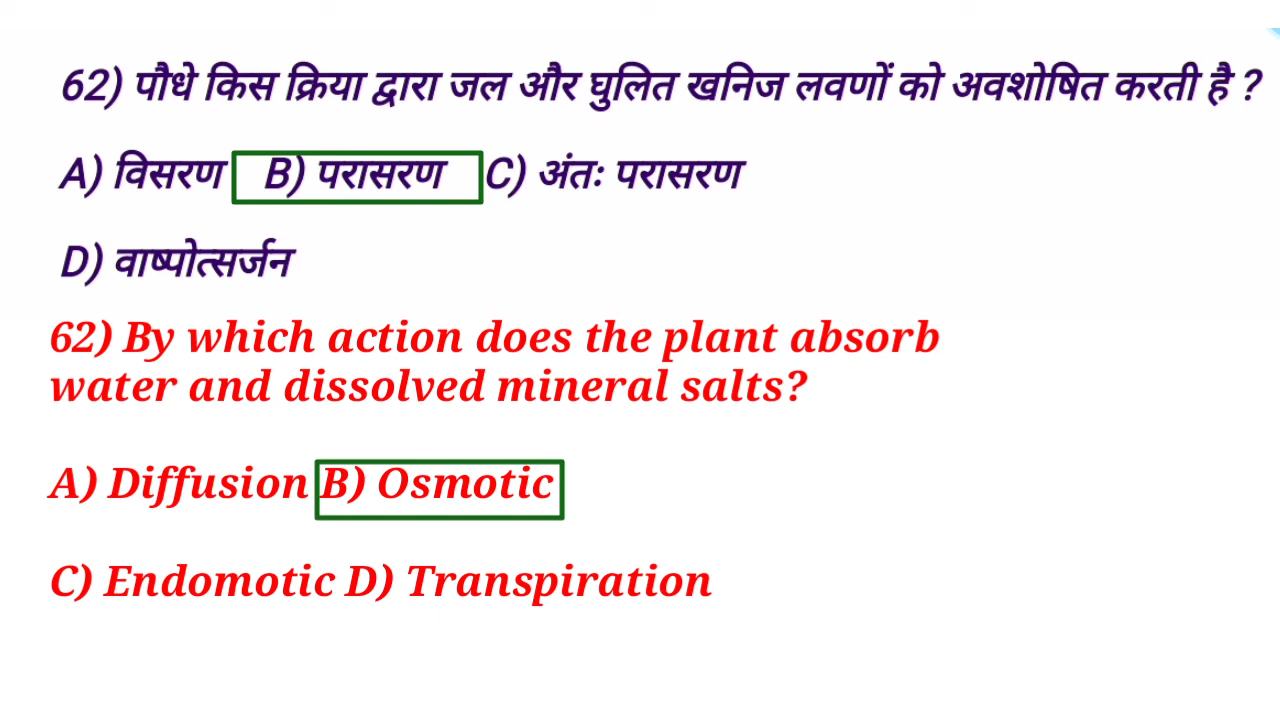 62) पौधे किस क्रिया द्वारा जल और घुलित खनिज लवणों को अवशोषित करती है ?
A) विसरण B) परासरण C) अंतः परासरण
D) वाष्पोत्सर्जन
62) By which action does the plant absorb
water and dissolved mineral salts?
A) Diffusion B) Osmotic
C) Endomotic D) Transpiration